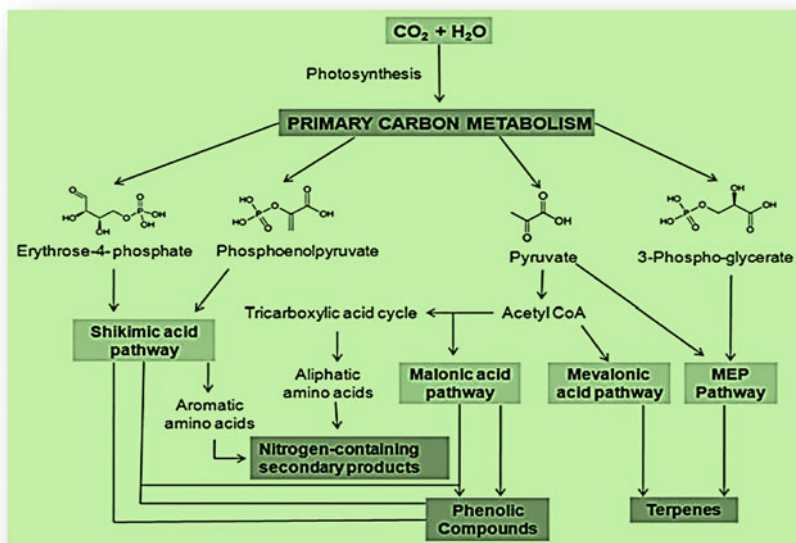 CO₂ + H₂O
Photosynthesis
PRIMARY CARBON METABOLISM
Erythrose-4-phosphate
Phosphoenolpyruvate
Pyruvate
3-Phospho-glycerate
Shikimic acid
pathway
Tricarboxylic acid cycle
Acetyl CoA
Aromatic
amino acids
Aliphatic
amino acids
Malonic acid
pathway
Mevalonic
acid pathway
MEP
Pathway
Nitrogen-containing
secondary products
Phenolic
Compounds
Terpenes